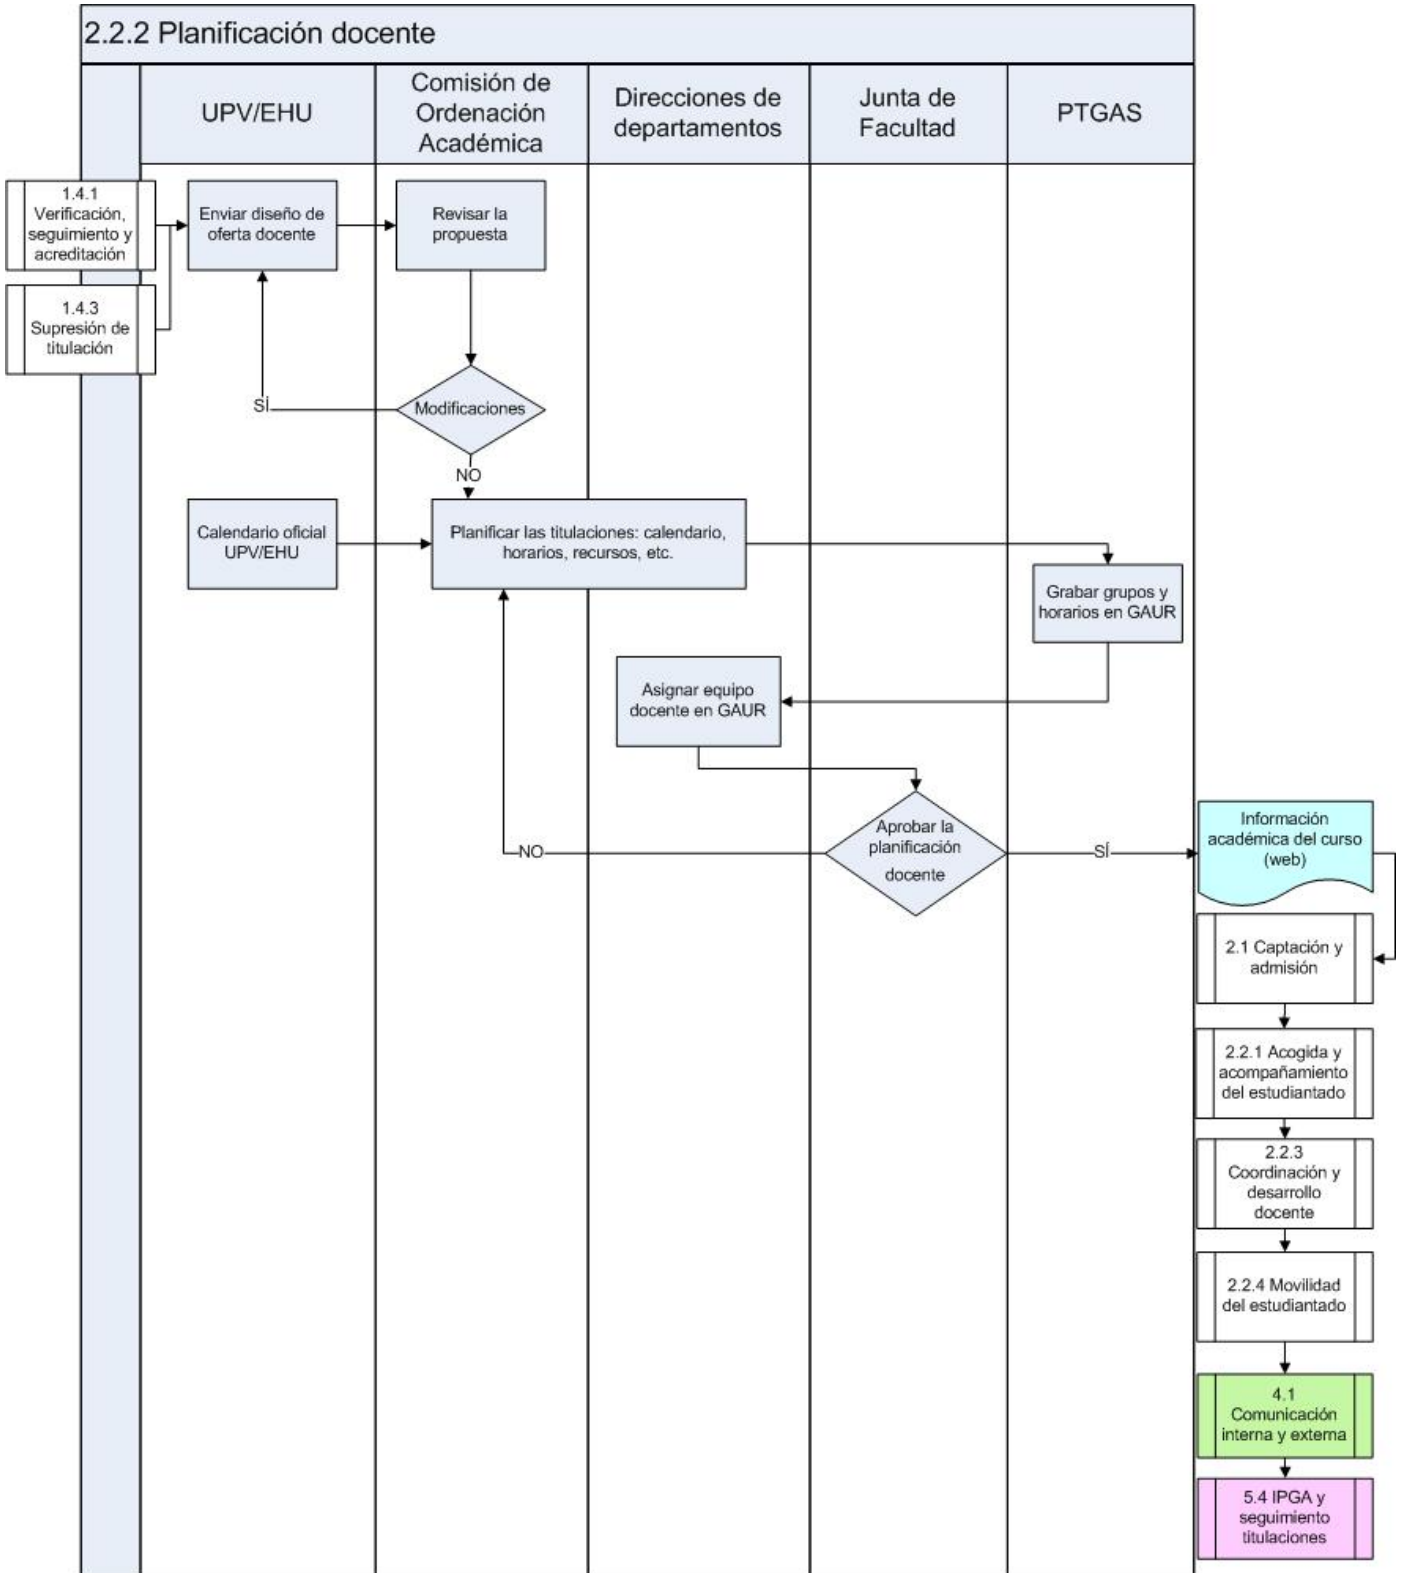 2.2.2 Planificación docente
UPV/EHU
Comisión de
Ordenación
Académica
Direcciones de
departamentos
Junta de
Facultad
PTGAS
1.4.1
Verificación,
seguimiento y
acreditación
Enviar diseño de
oferta docente
Revisar la
propuesta
1.4.3
Supresión de
titulación
SÍ
Modificaciones
NO
Calendario oficial
UPV/EHU
Planificar las titulaciones: calendario,
horarios, recursos, etc.
Grabar grupos y
horarios en GAUR
Asignar equipo
docente en GAUR
NO
Aprobar la
planificación
docente
SÍ
Información
académica del curso
(web)
2.1 Captación y
admisión
2.2.1 Acogida y
acompañamiento
del estudiantado
2.2.3
Coordinación y
desarrollo
docente
2.2.4 Movilidad
del estudiantado
4.1
Comunicación
interna y externa
5.4 IPGA y
seguimiento
titulaciones